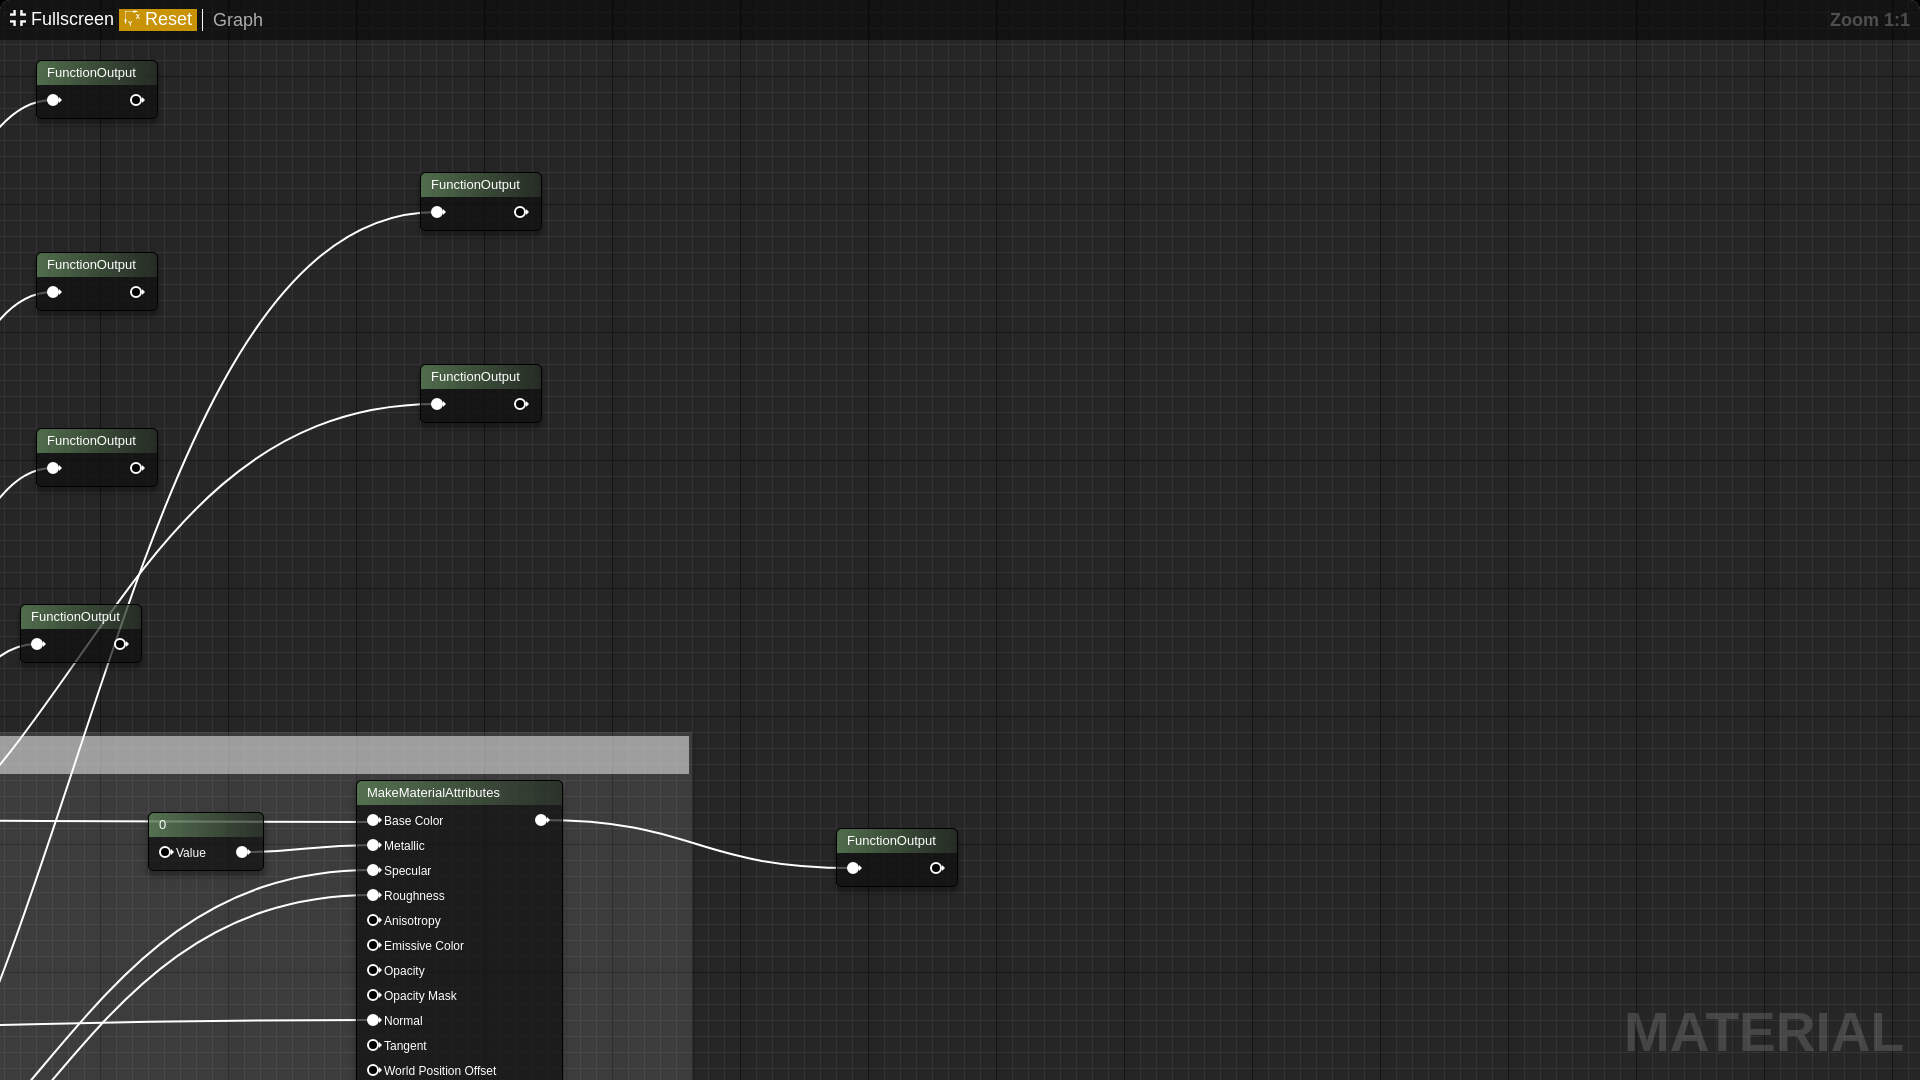 Fullscreen Reset Graph Zoom 1:1
FunctionOutput
FunctionOutput
FunctionOutput
FunctionOutput
FunctionOutput
FunctionOutput
MakeMaterialAttributes
0
Value
Base Color
Metallic
Specular
Roughness
Anisotropy
Emissive Color
Opacity
Opacity Mask
Normal
Tangent
World Position Offset
FunctionOutput
MATERIAL